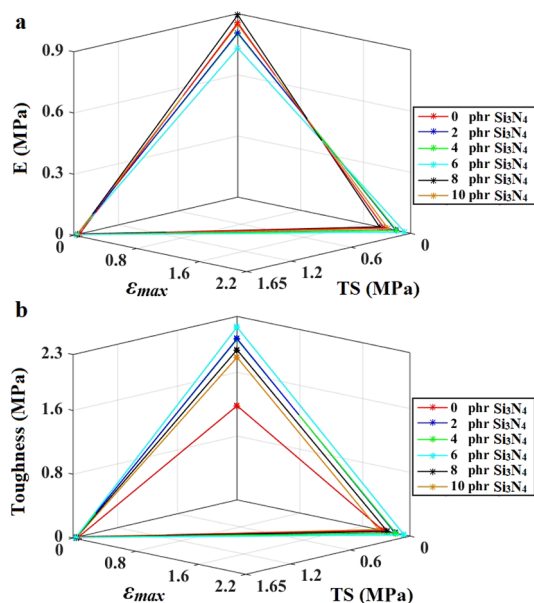 a
E (MPa)
0.9
0.6
0.3
0
0
0.8
1.6
2.2
1.65
1.2
0.6
0
εmax
TS (MPa)
0 phr Si₃N₄
2 phr Si₃N₄
4 phr Si₃N₄
6 phr Si₃N₄
8 phr Si₃N₄
10 phr Si₃N₄
b
Toughness (MPa)
2.3
1.6
0.8
0
0
0.8
1.6
2.2
1.65
1.2
0.6
0
εmax
TS (MPa)
0 phr Si₃N₄
2 phr Si₃N₄
4 phr Si₃N₄
6 phr Si₃N₄
8 phr Si₃N₄
10 phr Si₃N₄